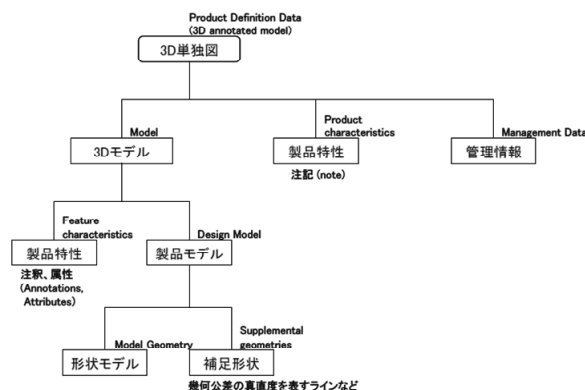 Product Definition Data
(3D annotated model)
3D単独図
Model
3Dモデル
Product
characteristics
製品特性
注記 (note)
Management Data
管理情報
Feature
characteristics
製品特性
注釈、属性
(Annotations,
Attributes)
Design Model
製品モデル
Model Geometry
形状モデル
Supplemental
geometries
補足形状
幾何公差の真直度を表すラインなど